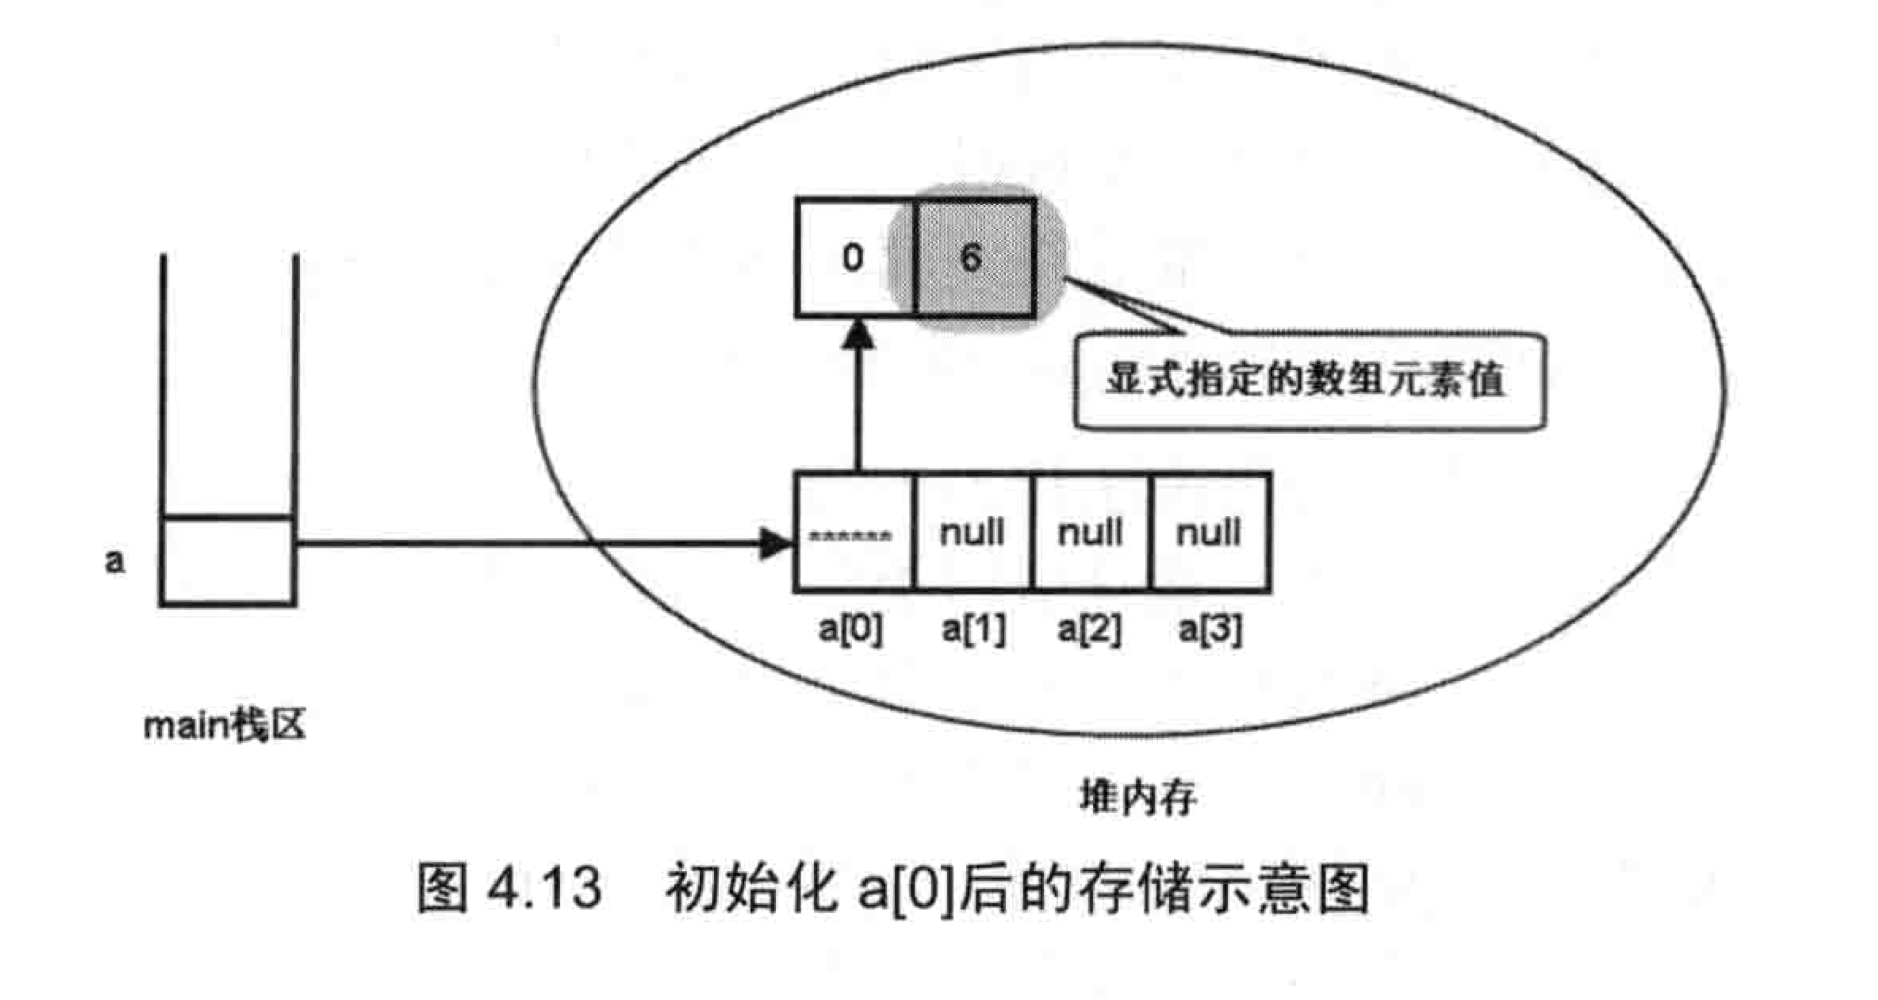 0 6
显式指定的数组元素值
a
****** null null null
a[0] a[1] a[2] a[3]
main栈区
堆内存
图 4.13 初始化 a[0]后的存储示意图